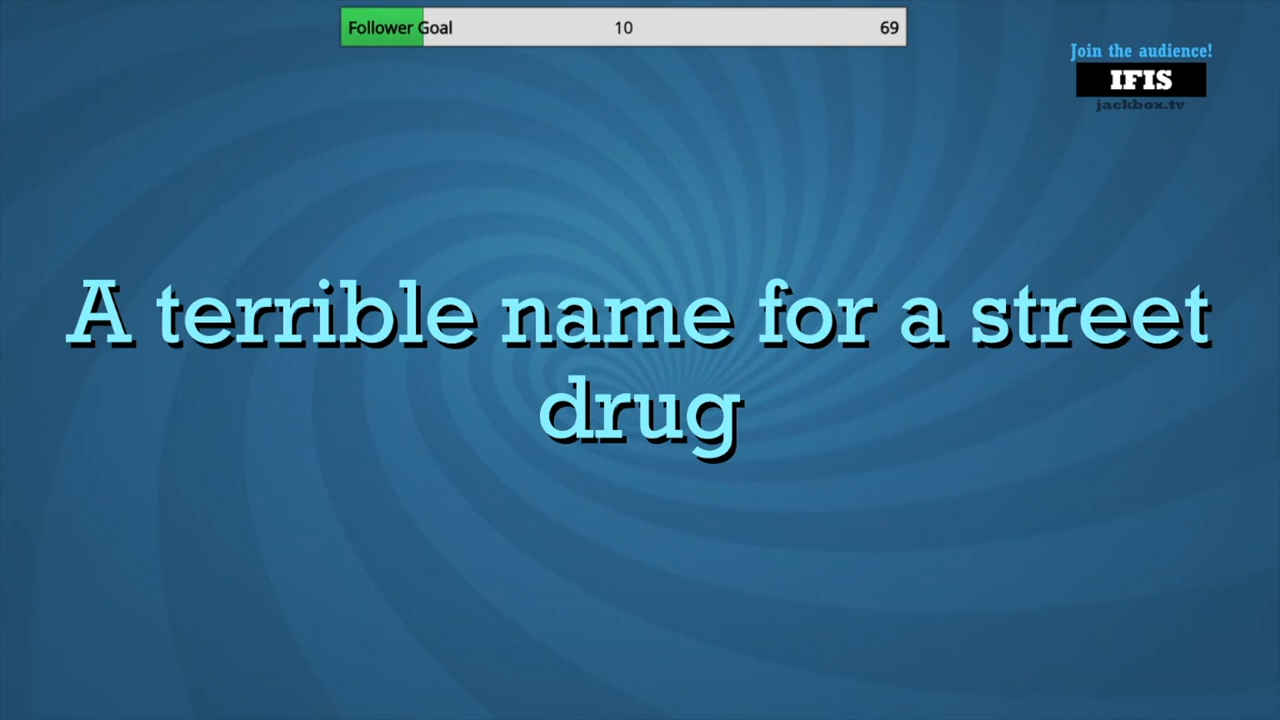 Follower Goal 10 69
Join the audience!
IFIS
jackbox.tv
A terrible name for a street
drug